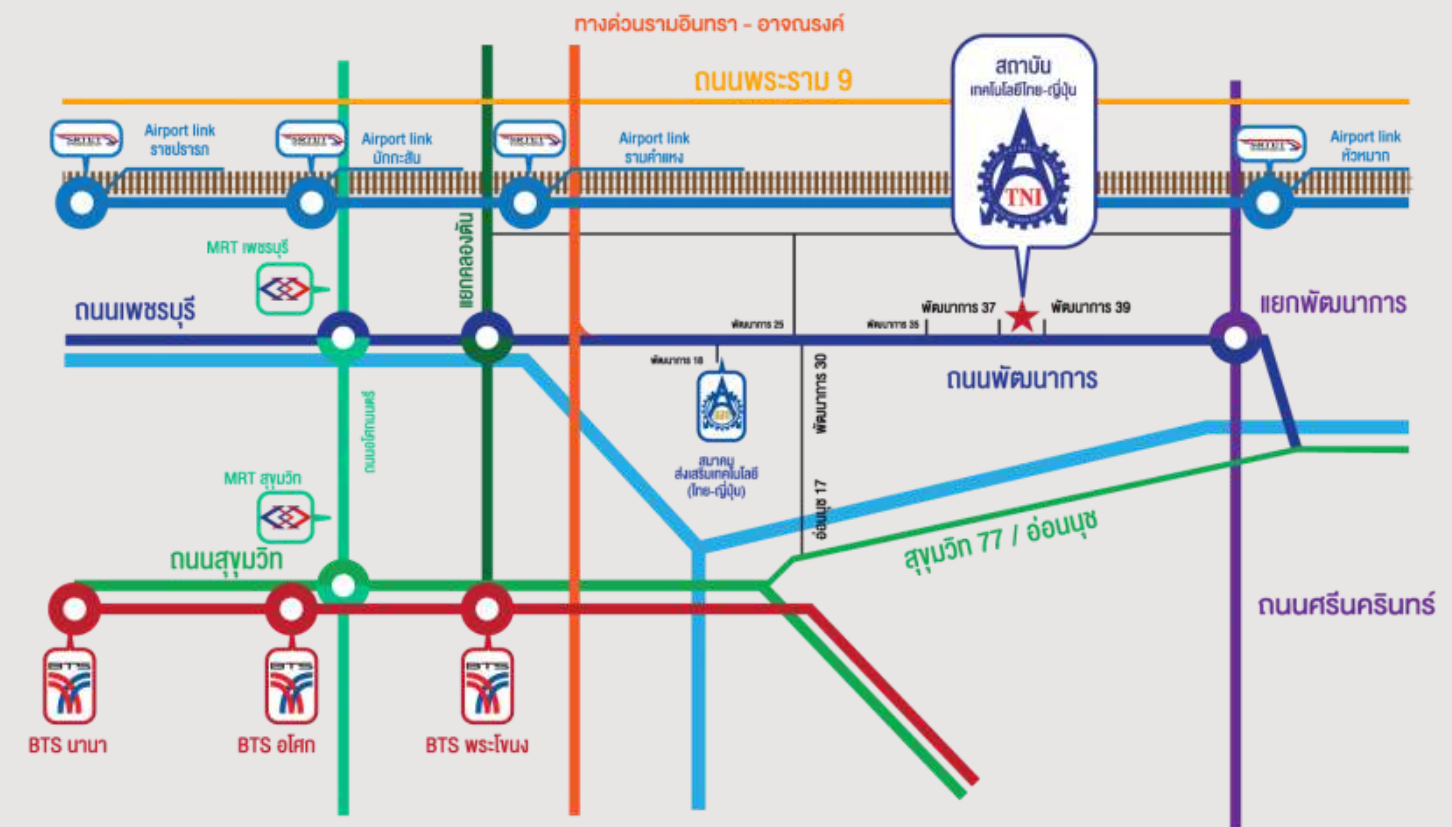 ทางด่วนรามอินทรา - อาจณรงค์
ถนนพระราม 9
สถาบัน
เทคโนโลยีไทย-ญี่ปุ่น
TNI
Airport link
ราชปรารภ
Airport link
มักกะสัน
Airport link
รามคำแหง
Airport link
หัวหมาก
MRT เพชรบุรี
แยกคลองตัน
ถนนเพชรบุรี
พัฒนาการ 25
พัฒนาการ 35
พัฒนาการ 37
พัฒนาการ 39
แยกพัฒนาการ
พัฒนาการ 18
พัฒนาการ 30
ถนนพัฒนาการ
ถนนอโศกมนตรี
สมาคม
ส่งเสริมเทคโนโลยี
(ไทย-ญี่ปุ่น)
MRT สุขุมวิท
อ่อนนุช 17
สุขุมวิท 77 / อ่อนนุช
ถนนสุขุมวิท
ถนนศรีนครินทร์
BTS
BTS
BTS
BTS นานา
BTS อโศก
BTS พระโขนง